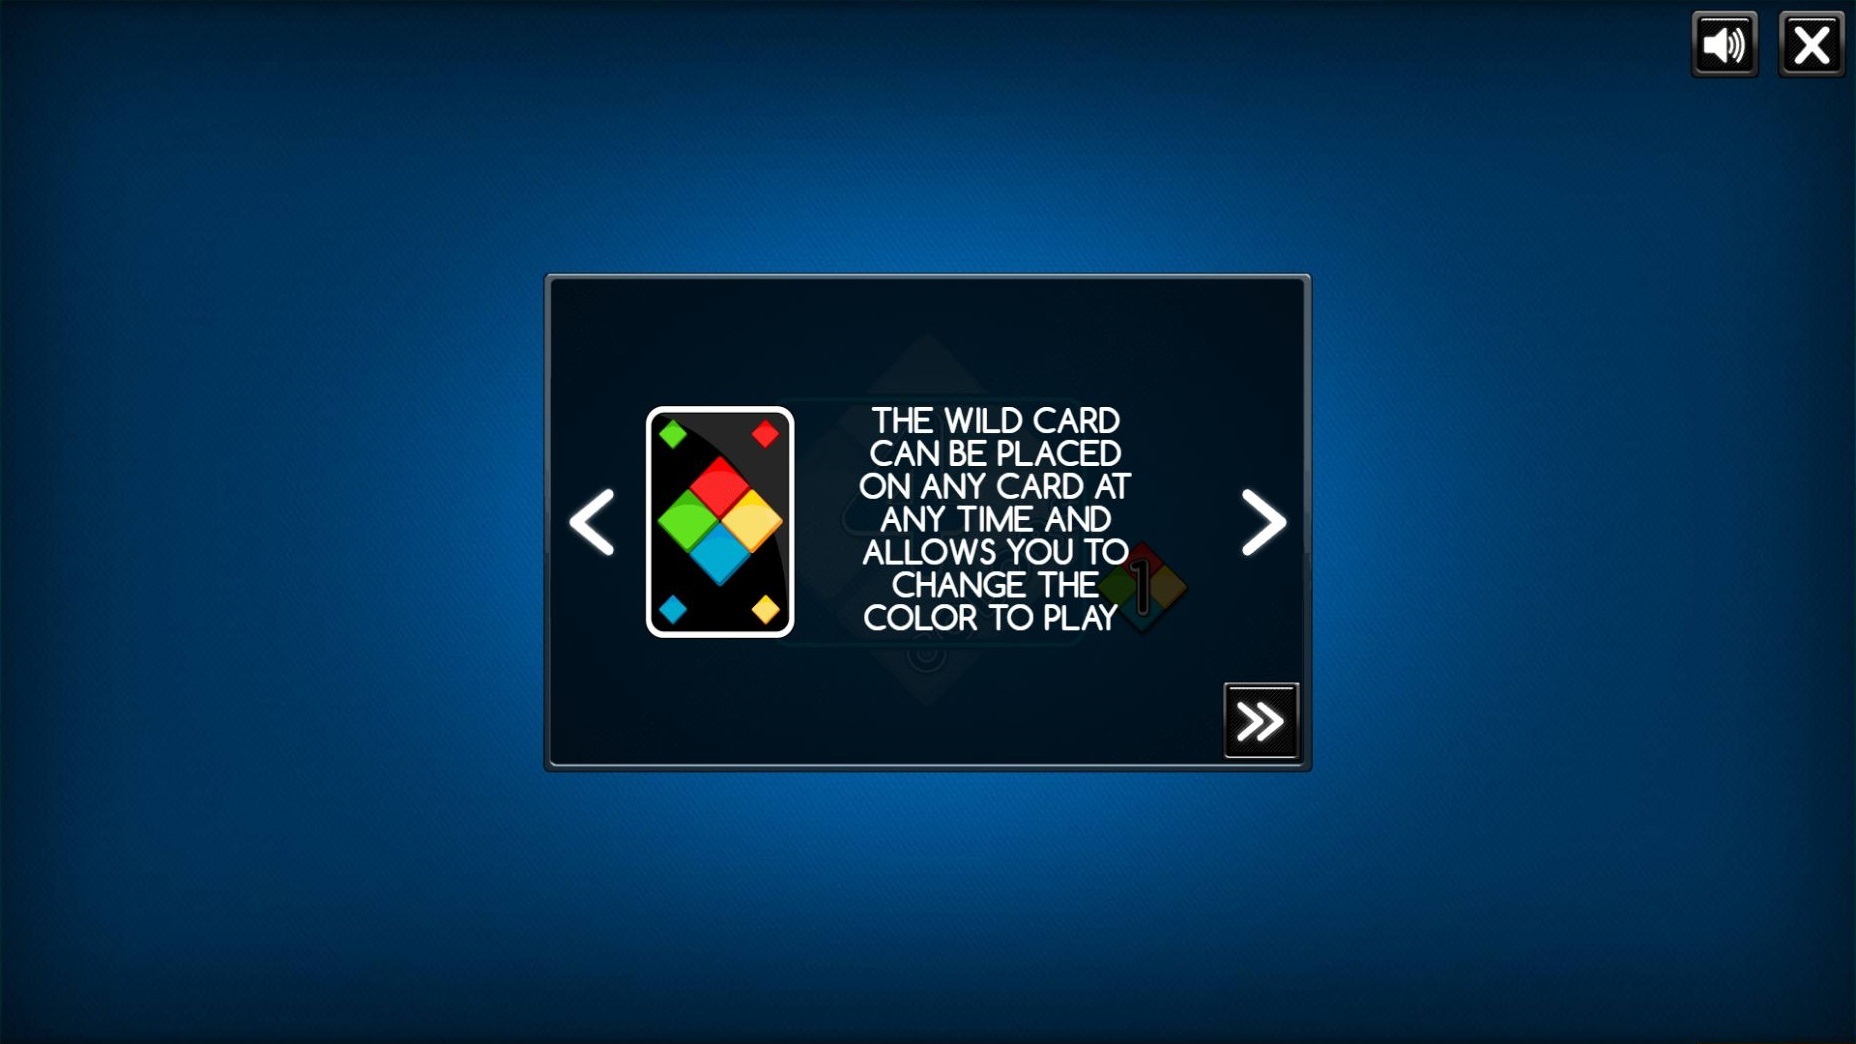 THE WILD CARD
CAN BE PLACED
ON ANY CARD AT
ANY TIME AND
ALLOWS YOU TO
CHANGE THE
COLOR TO PLAY
1